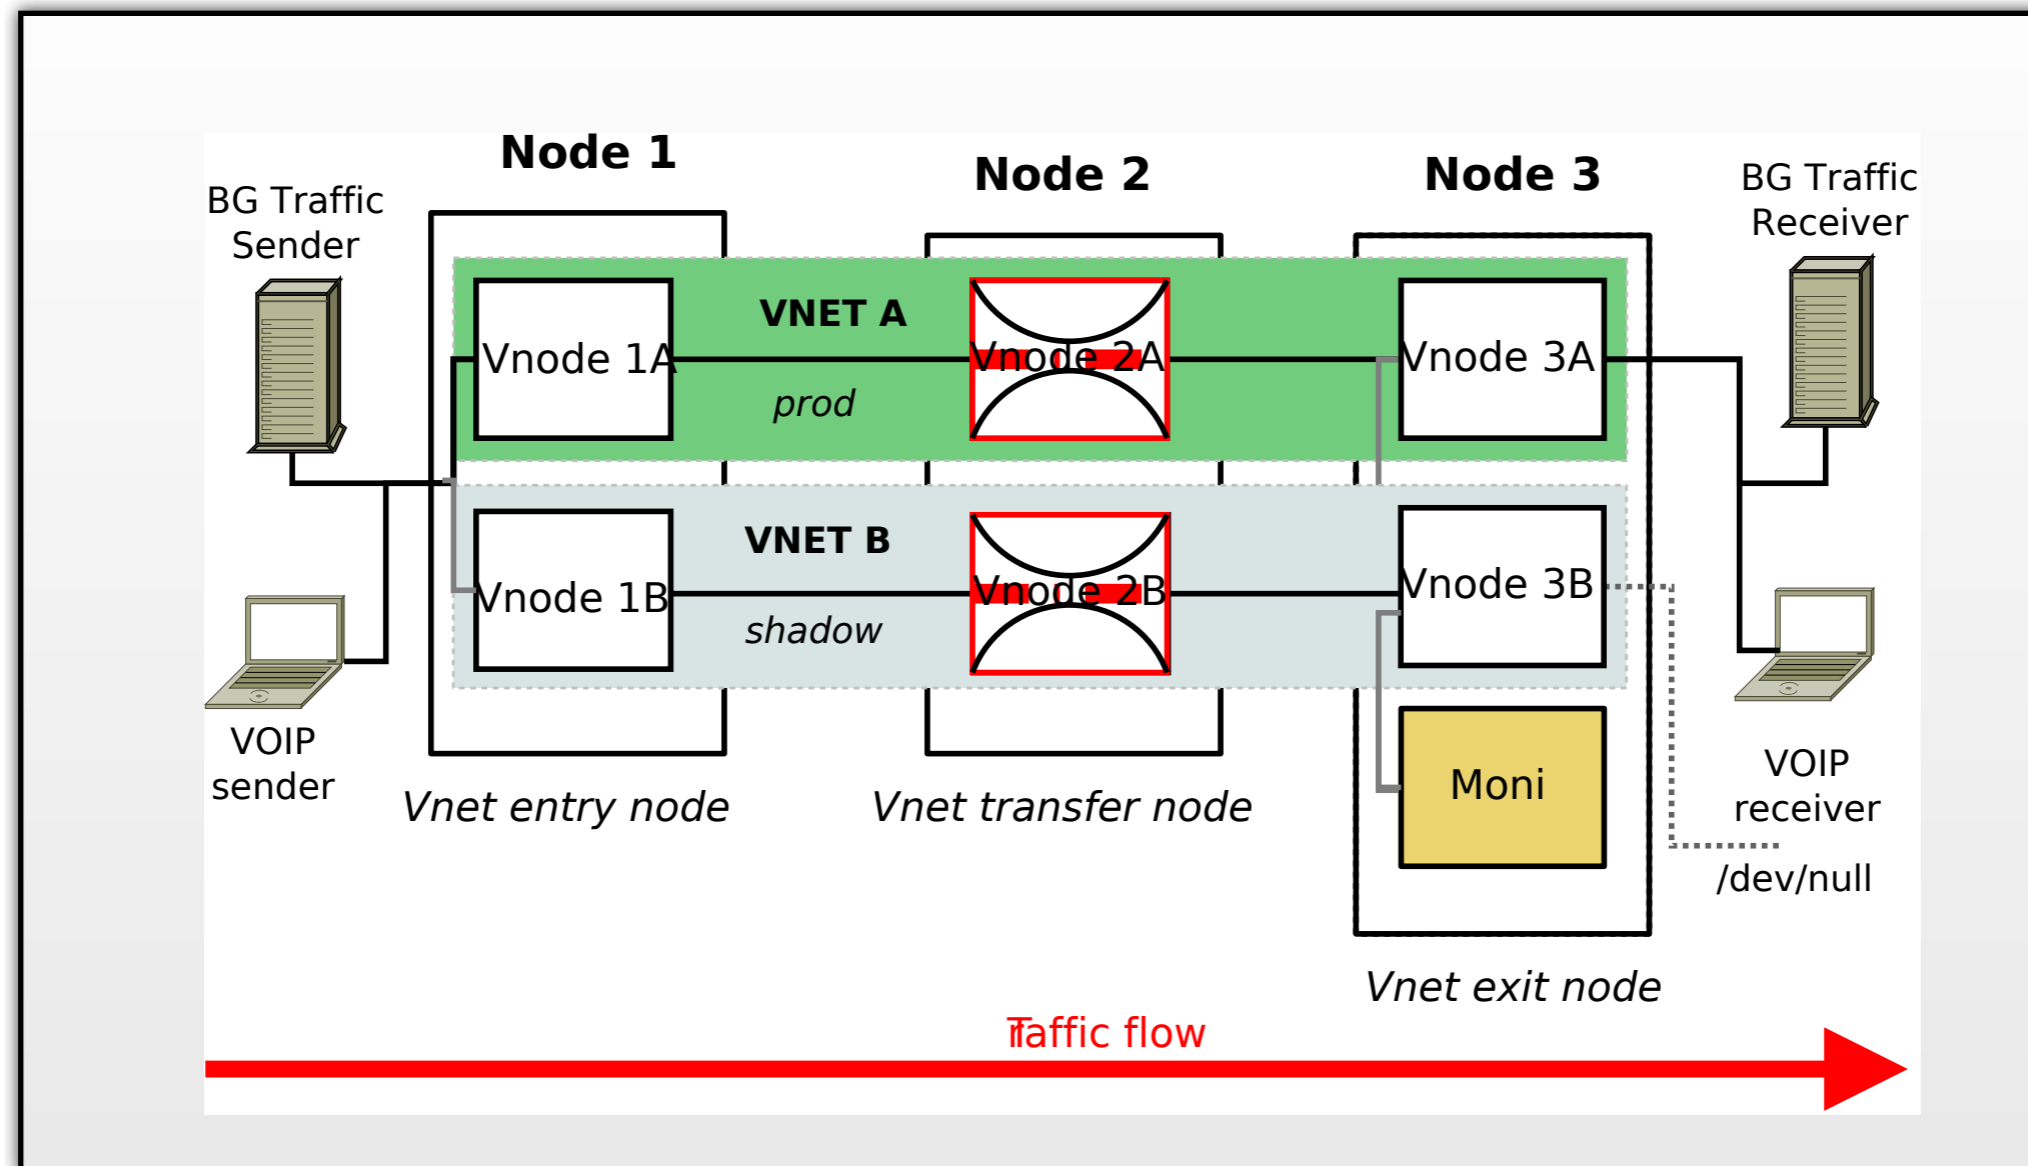 Node 1
Node 2
Node 3
BG Traffic
Sender
BG Traffic
Receiver
VNET A
Vnode 1A
Vnode 2A
Vnode 3A
prod
VNET B
Vnode 1B
Vnode 2B
Vnode 3B
shadow
VOIP
sender
Moni
VOIP
receiver
/dev/null
Vnet entry node
Vnet transfer node
Vnet exit node
Traffic flow